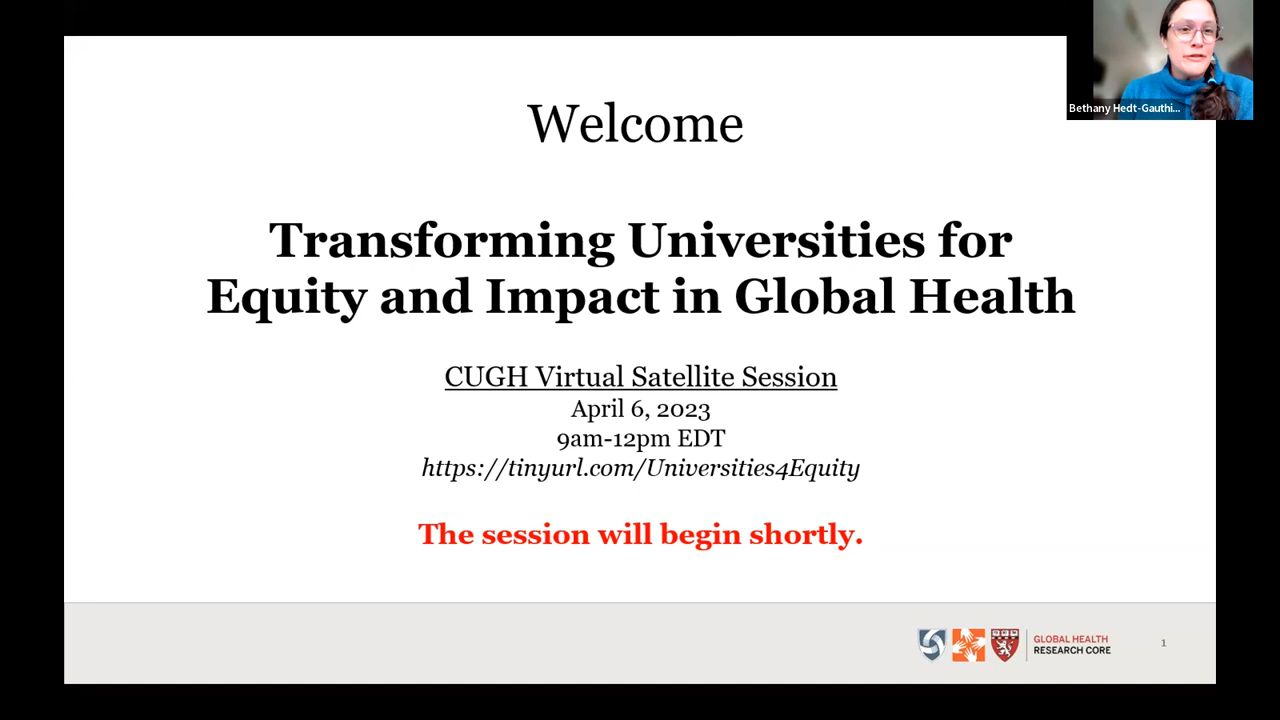 Bethany Hedt-Gauthi...
Welcome
Transforming Universities for
Equity and Impact in Global Health
CUGH Virtual Satellite Session
April 6, 2023
9am-12pm EDT
https://tinyurl.com/Universities4Equity
The session will begin shortly.
GLOBAL HEALTH
RESEARCH CORE
1